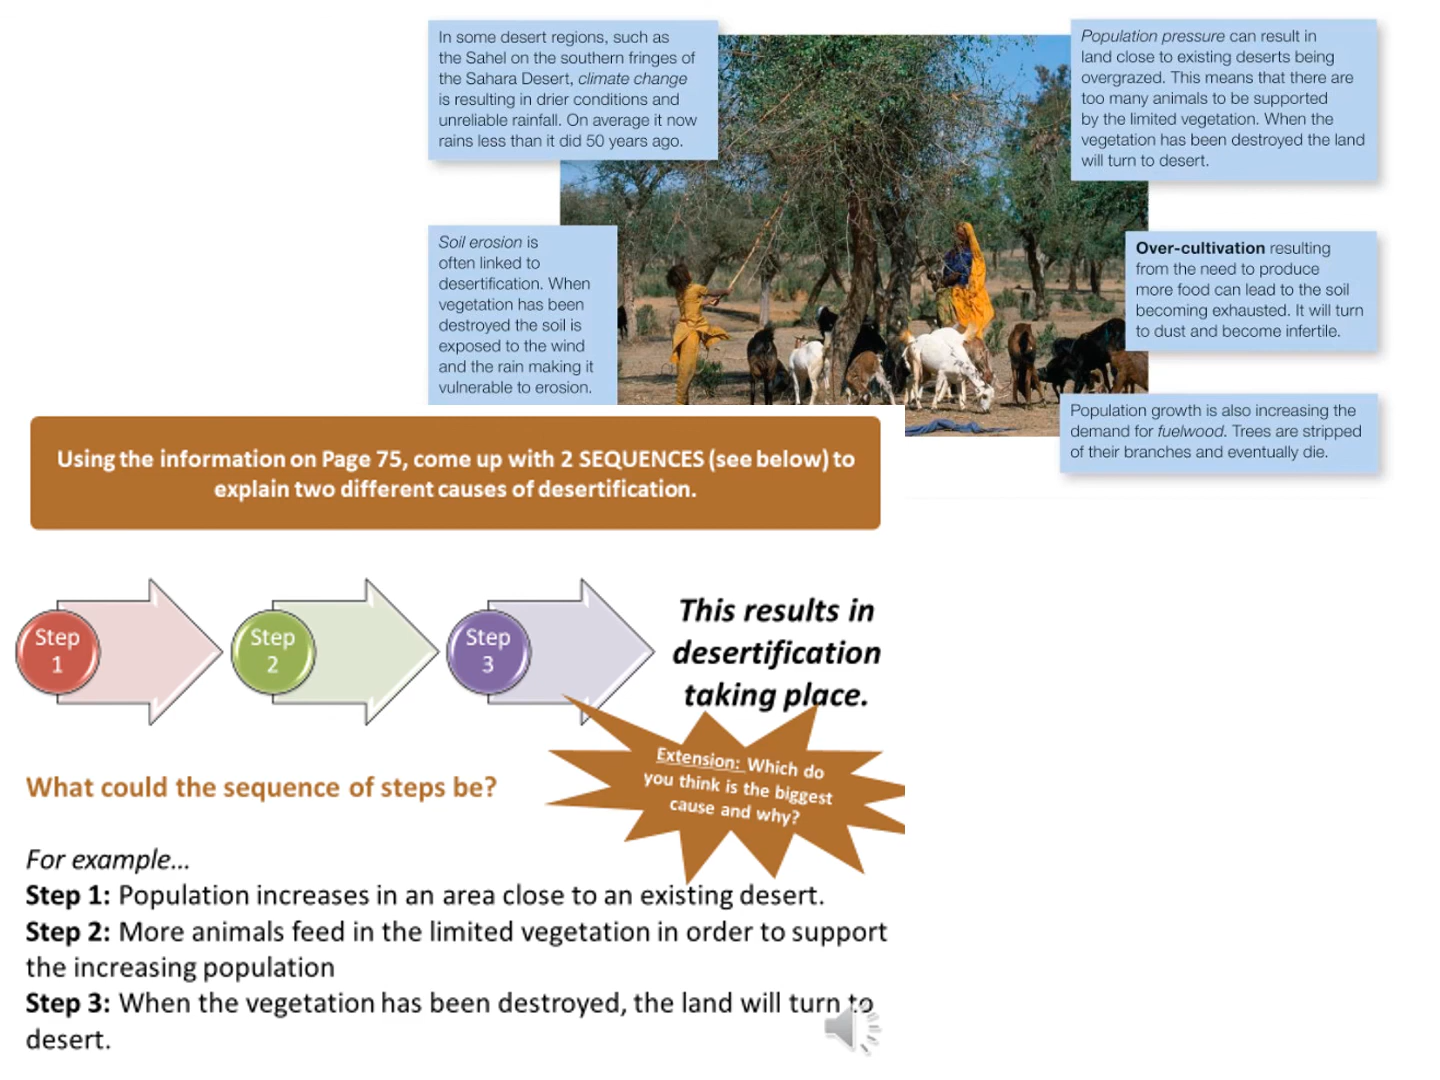 In some desert regions, such as
the Sahel on the southern fringes of
the Sahara Desert, climate change
is resulting in drier conditions and
unreliable rainfall. On average it now
rains less than it did 50 years ago.
Population pressure can result in
land close to existing deserts being
overgrazed. This means that there are
too many animals to be supported
by the limited vegetation. When the
vegetation has been destroyed the land
will turn to desert.
Soil erosion is
often linked to
desertification. When
vegetation has been
destroyed the soil is
exposed to the wind
and the rain making it
vulnerable to erosion.
Over-cultivation resulting
from the need to produce
more food can lead to the soil
becoming exhausted. It will turn
to dust and become infertile.
Population growth is also increasing the
demand for fuelwood. Trees are stripped
of their branches and eventually die.
Using the information on Page 75, come up with 2 SEQUENCES (see below) to
explain two different causes of desertification.
Step
1
Step
2
Step
3
This results in
desertification
taking place.
Extension: Which do
you think is the biggest
cause and why?
What could the sequence of steps be?
For example...
Step 1: Population increases in an area close to an existing desert.
Step 2: More animals feed in the limited vegetation in order to support
the increasing population
Step 3: When the vegetation has been destroyed, the land will turn to
desert.